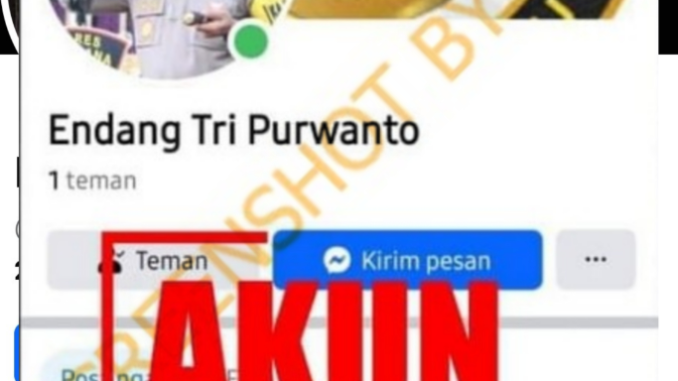 Endang Tri Purwanto
1 teman
SCREENSHOT BY
Teman
Kirim pesan
AKUN